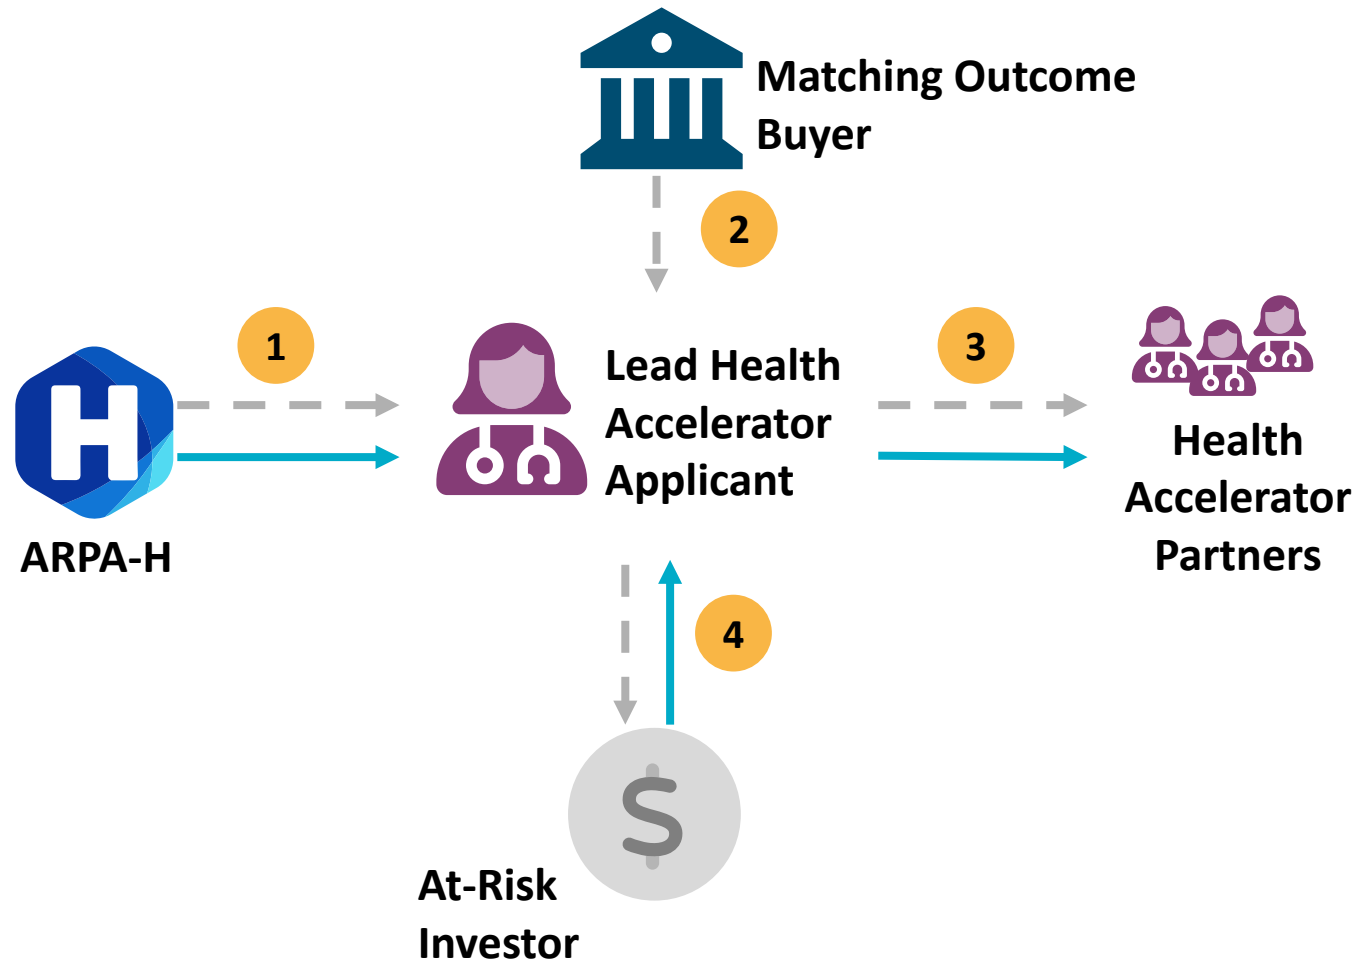 Matching Outcome
Buyer
2
1
3
H
Lead Health
Accelerator
Applicant
ARPA-H
Health
Accelerator
Partners
4
$
At-Risk
Investor